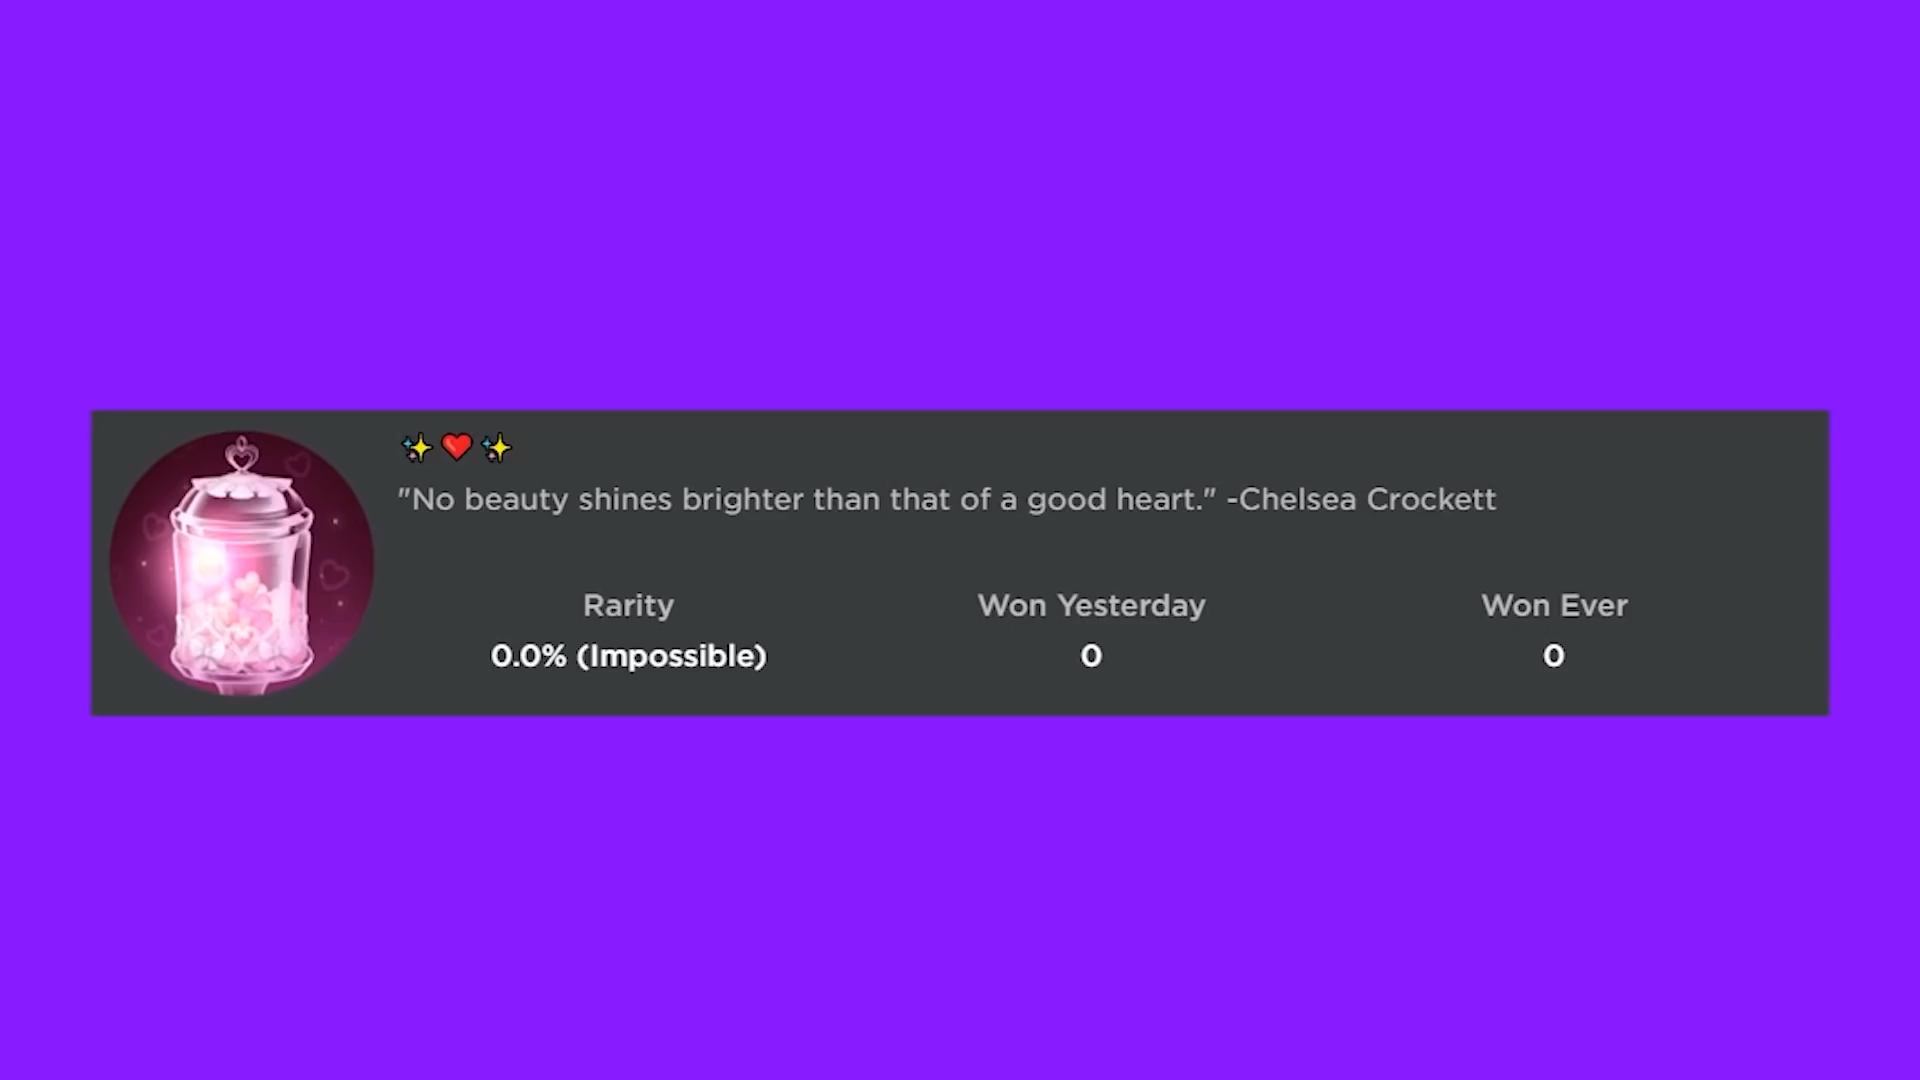 ✨❤️✨
"No beauty shines brighter than that of a good heart." -Chelsea Crockett
Rarity Won Yesterday Won Ever
0.0% (Impossible) 0 0